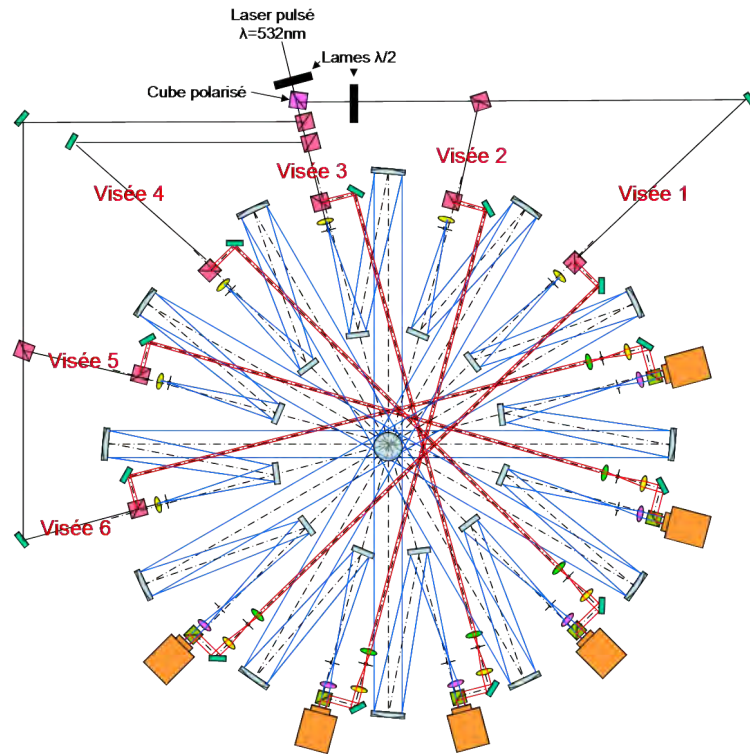 Laser pulsé
λ=532nm
Lames λ/2
Cube polarisé
Visée 3
Visée 2
Visée 1
Visée 4
Visée 5
Visée 6